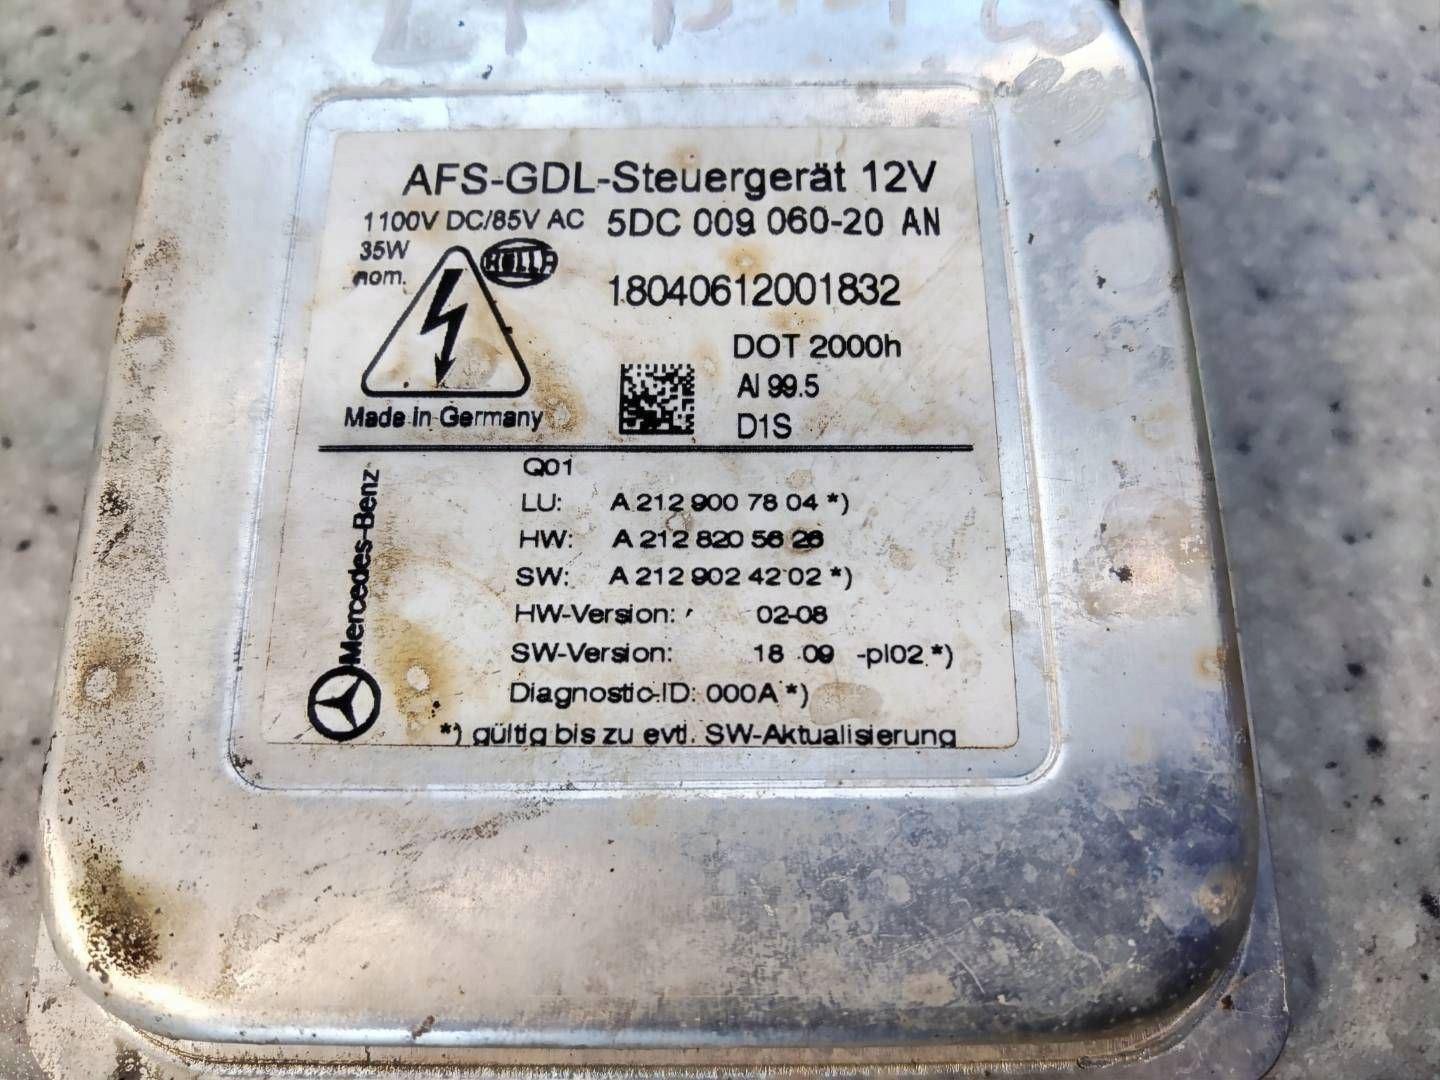 AFS-GDL-Steuergerät 12V
1100V DC/85V AC 5DC 009 060-20 AN
35W
nom.
HELLA
18040612001832
DOT 2000h
Al 99.5
D1S
Made in Germany
Mercedes-Benz
Q01
LU: A 212 900 78 04 *)
HW: A 212 820 56 26
SW: A 212 902 42 02 *)
HW-Version: 02-08
SW-Version: 18 .09 -pl02 *)
Diagnostic-ID: 000A *)
*) gültig bis zu evtl. SW-Aktualisierung